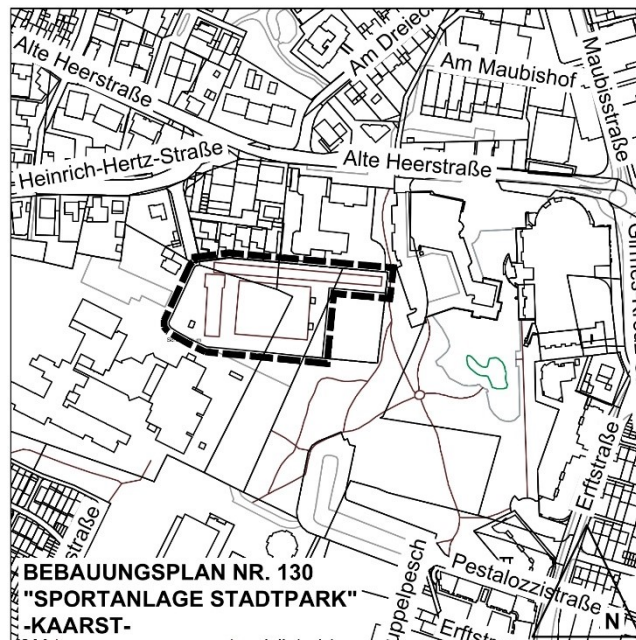 Alte Heerstraße
Am Dreieck
Am Maubishof
Maubisstraße
Heinrich-Hertz-Straße
Alte Heerstraße
Erftstraße
BEBAUUNGSPLAN NR. 130
"SPORTANLAGE STADTPARK"
-KAARST-
Pestalozzistraße
N